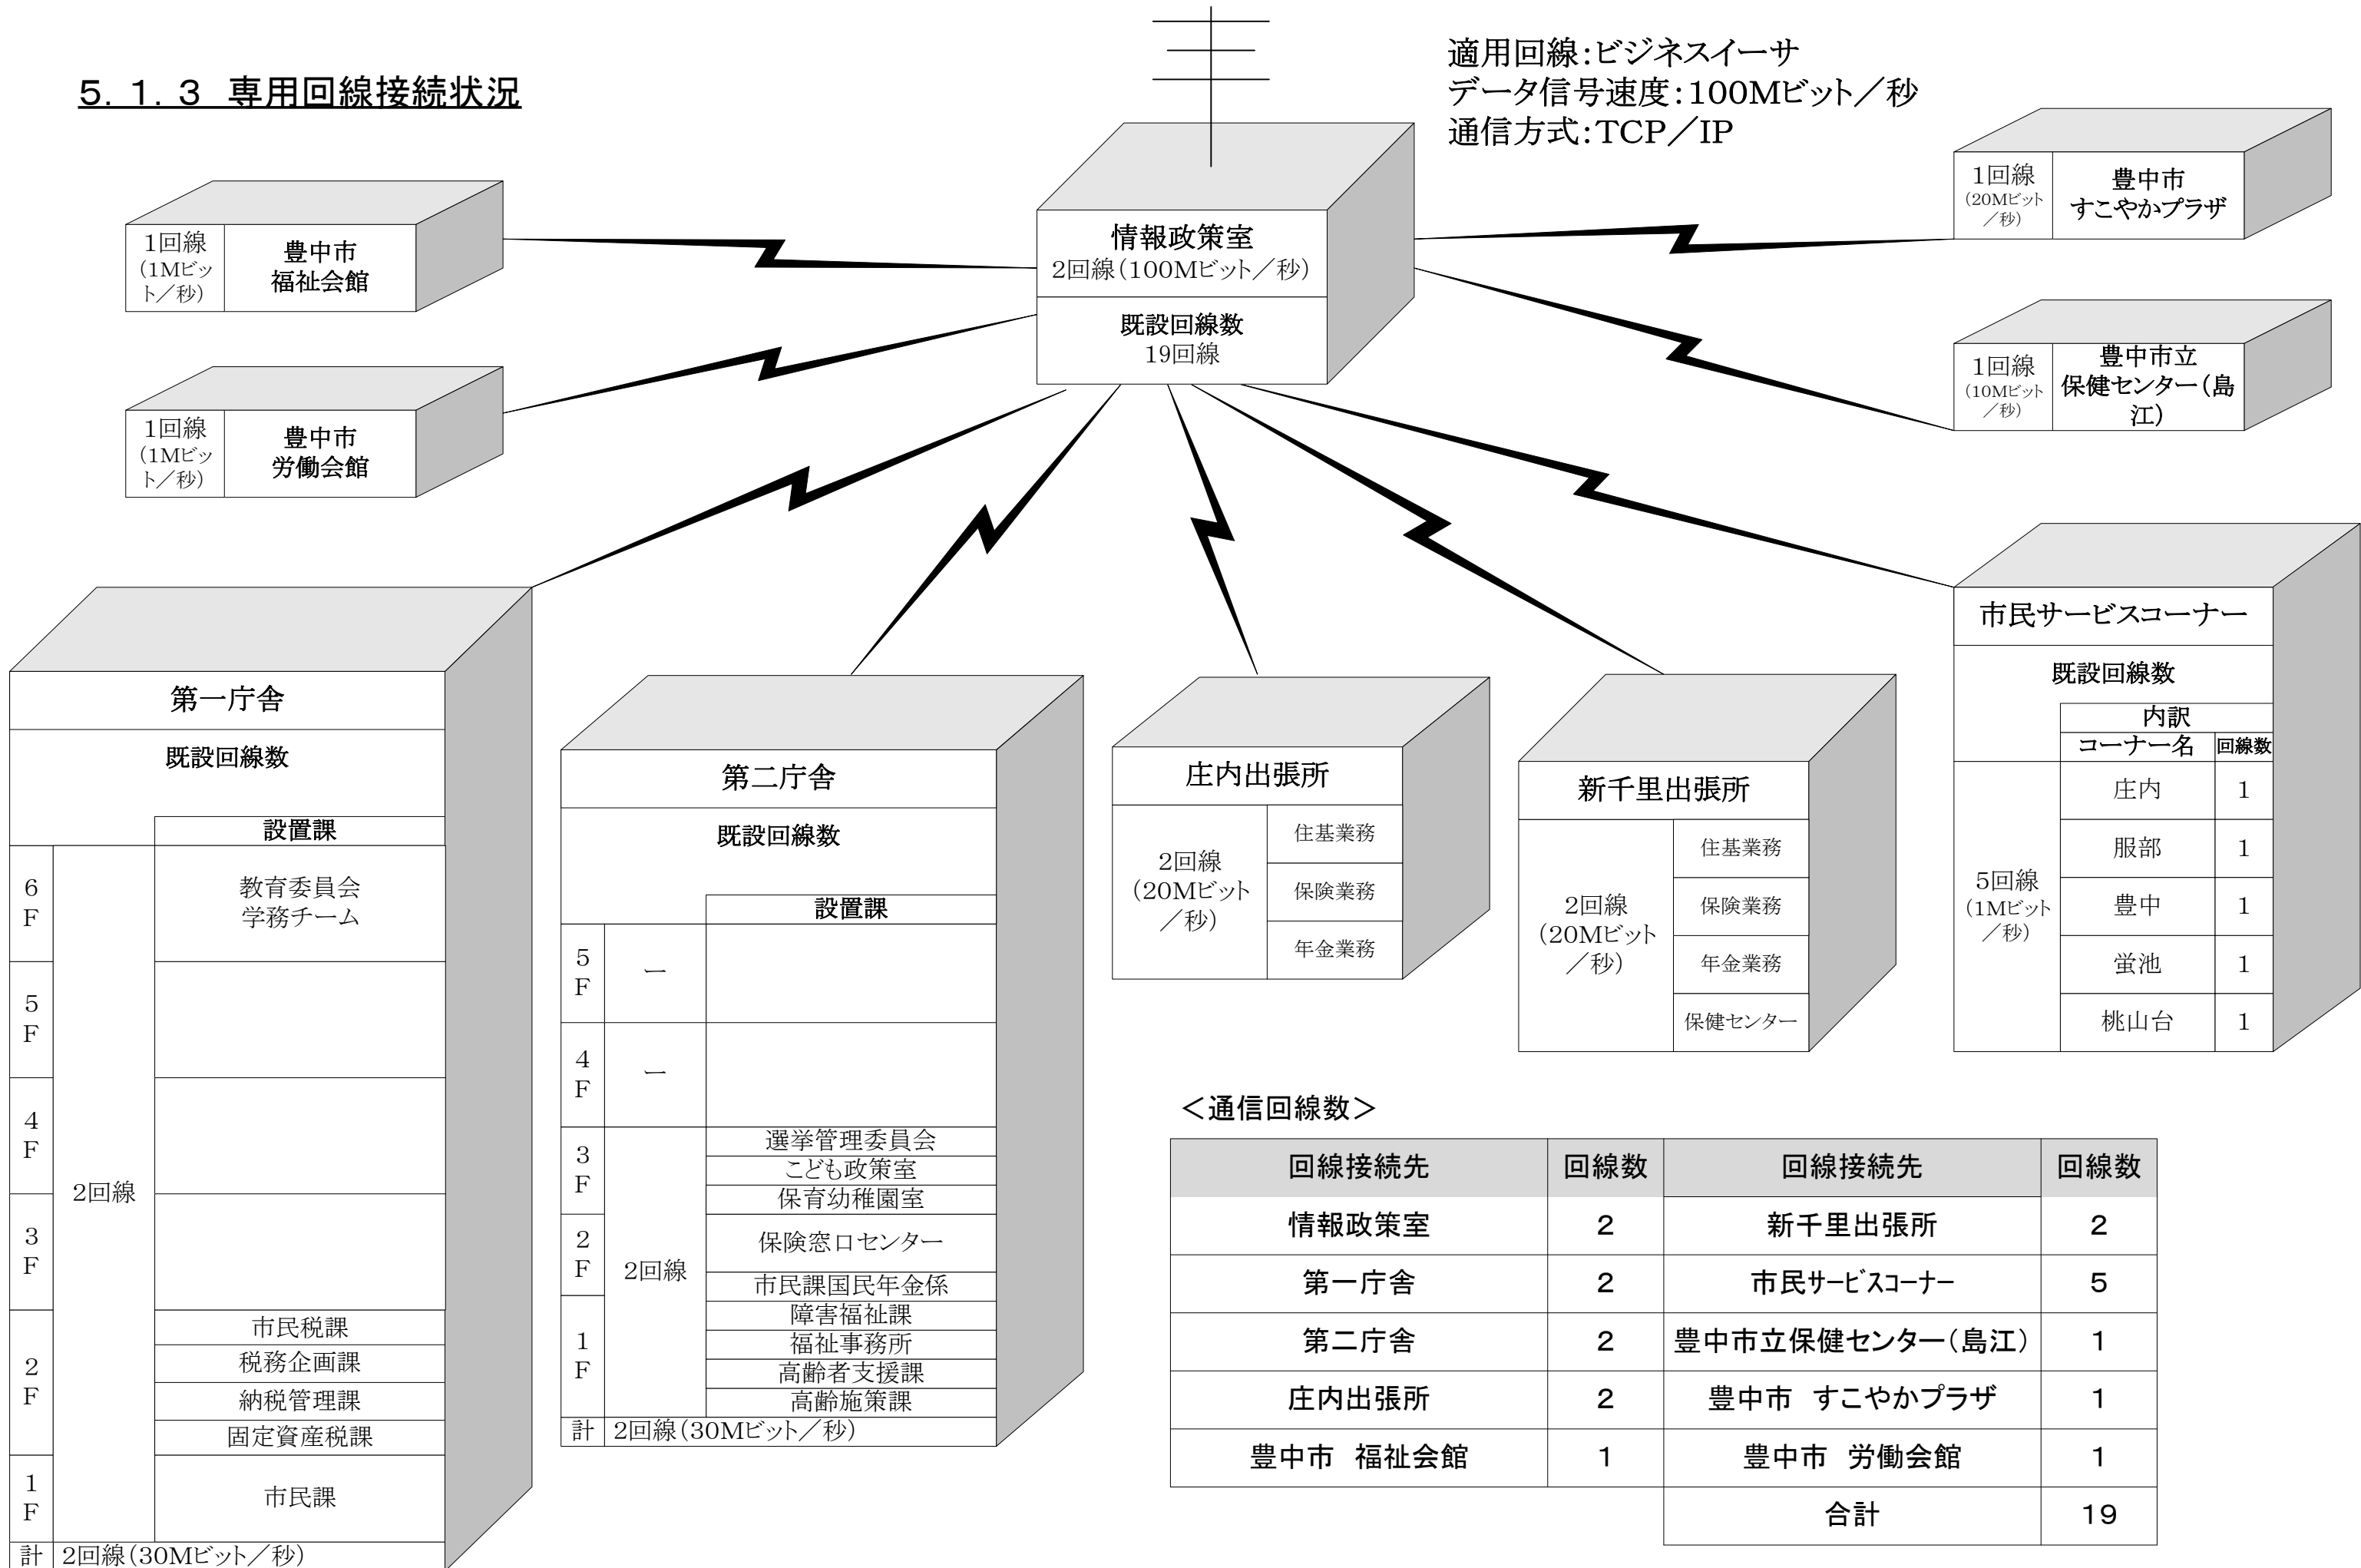 5．1．3　専用回線接続状況
適用回線：ビジネスイーサ
データ信号速度：100Mビット／秒
通信方式：TCP／IP
1回線
（1Mビッ
ト／秒）
豊中市
福祉会館
1回線
（1Mビッ
ト／秒）
豊中市
労働会館
情報政策室
2回線（100Mビット／秒）
既設回線数
19回線
1回線
（20Mビット
／秒）
豊中市
すこやかプラザ
1回線
（10Mビット
／秒）
豊中市立
保健センター（島
江）
第一庁舎
既設回線数
設置課
6
F
教育委員会
学務チーム
5
F
4
F
3
F
2回線
2
F
市民税課
税務企画課
納税管理課
固定資産税課
1
F
市民課
計 2回線（30Mビット／秒）
第二庁舎
既設回線数
設置課
5
F
―
4
F
―
3
F
選挙管理委員会
こども政策室
保育幼稚園室
2
F
2回線
保険窓口センター
市民課国民年金係
1
F
障害福祉課
福祉事務所
高齢者支援課
高齢施策課
計 2回線（30Mビット／秒）
庄内出張所
2回線
（20Mビット
／秒）
住基業務
保険業務
年金業務
新千里出張所
2回線
（20Mビット
／秒）
住基業務
保険業務
年金業務
保健センター
市民サービスコーナー
既設回線数
内訳
コーナー名 回線数
5回線
（1Mビット
／秒）
庄内 1
服部 1
豊中 1
蛍池 1
桃山台 1
＜通信回線数＞
回線接続先 回線数 回線接続先 回線数
情報政策室 2 新千里出張所 2
第一庁舎 2 市民ｻｰﾋﾞｽｺｰﾅｰ 5
第二庁舎 2 豊中市立保健センター（島江） 1
庄内出張所 2 豊中市　すこやかプラザ 1
豊中市　福祉会館 1 豊中市　労働会館 1
合計 19